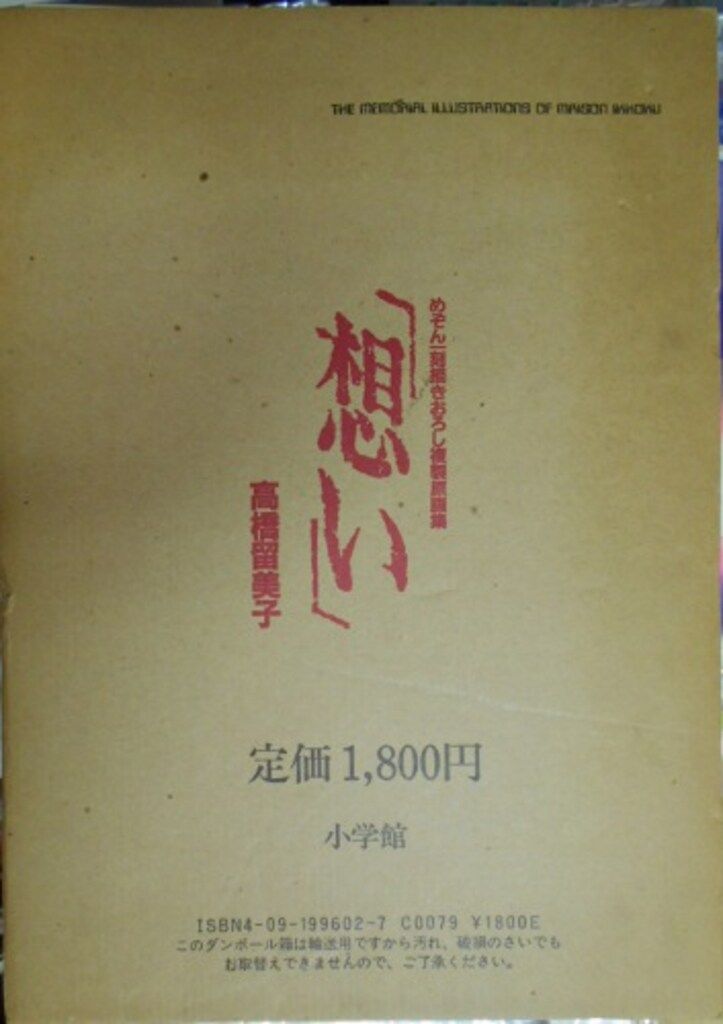 THE MEMORIAL ILLUSTRATIONS OF MAISON IKKOKU
めぞん一刻描きおろし複製原画集
「想い」
高橋留美子
定価1,800円
小学館
ISBN4-09-199602-7 C0079 ¥1800E
このダンボール箱は輸送用ですから汚れ、破損のさいでも
お取替えできませんので、ご了承ください。